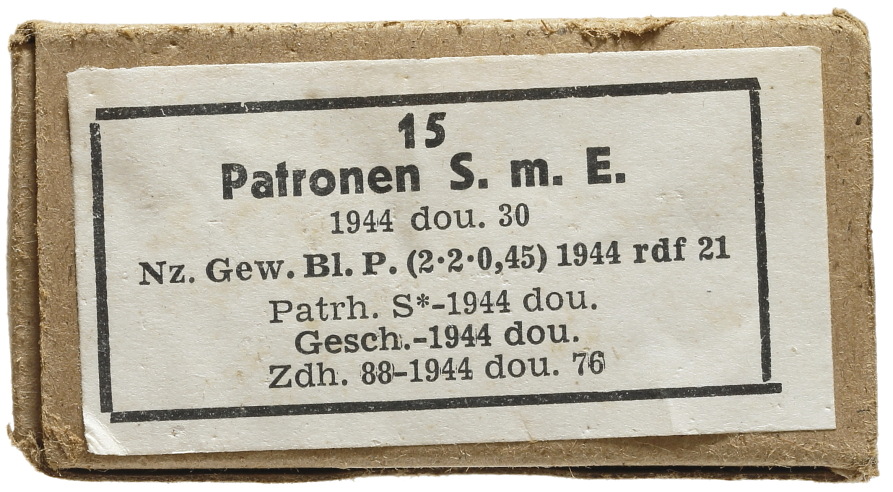 15
Patronen S. m. E.
1944 dou. 30
Nz. Gew. Bl. P. (2·2·0,45) 1944 rdf 21
Patrh. S*-1944 dou.
Gesch.-1944 dou.
Zdh. 88-1944 dou. 76